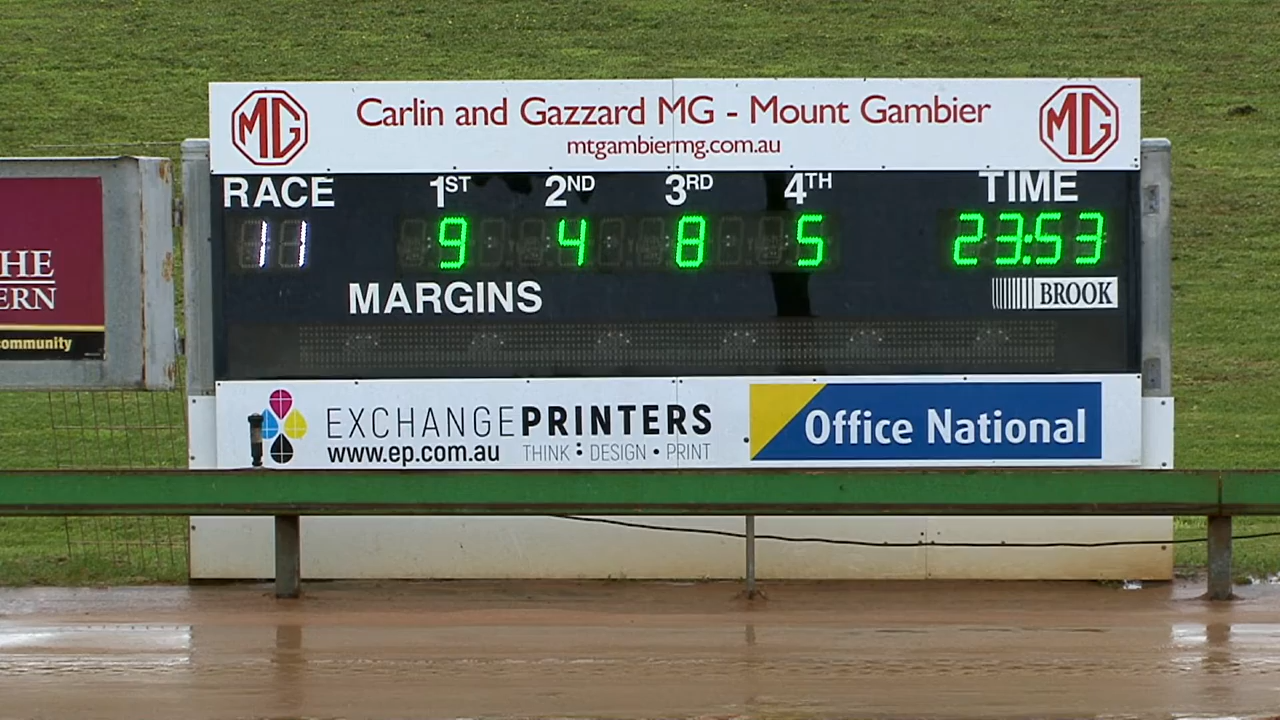 MG Carlin and Gazzard MG - Mount Gambier MG
mtgambiermg.com.au
RACE 1ST 2ND 3RD 4TH TIME
11 9 4 8 5 23:53
MARGINS BROOK
HE
ERN
ommunity
EXCHANGEPRINTERS
www.ep.com.au THINK : DESIGN • PRINT
Office National